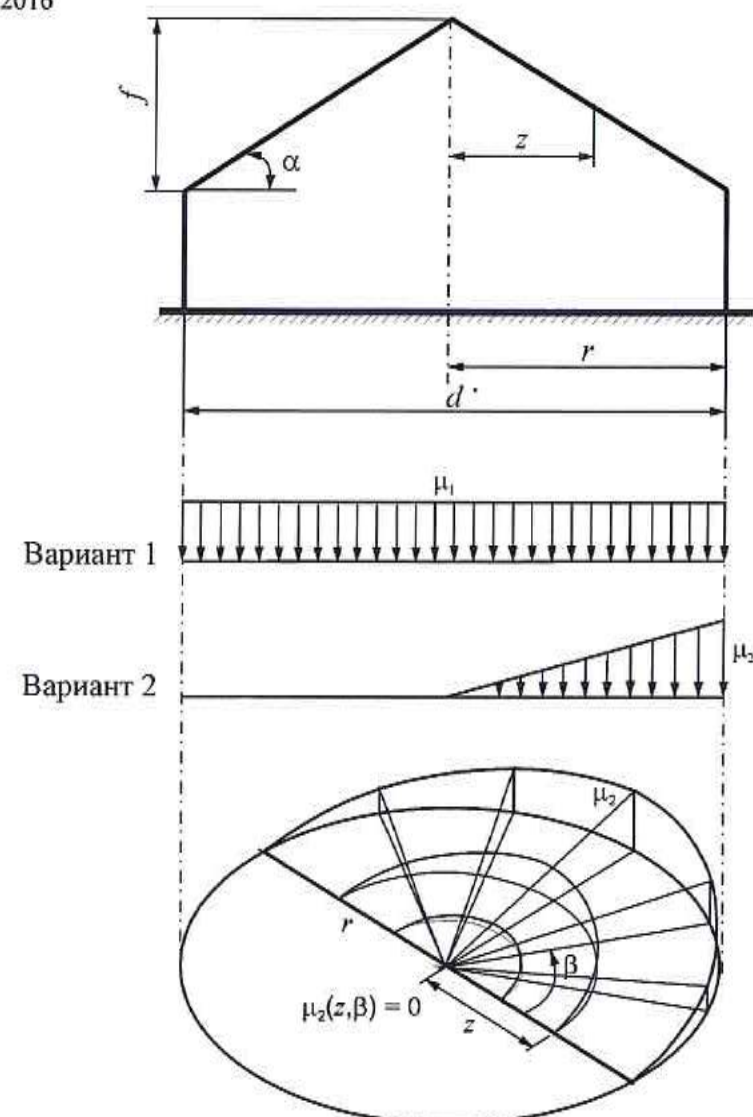 2016
f
α
z
r
d
μ₁
Вариант 1
μ₂
Вариант 2
μ₂
r
β
μ₂(z,β) = 0
z